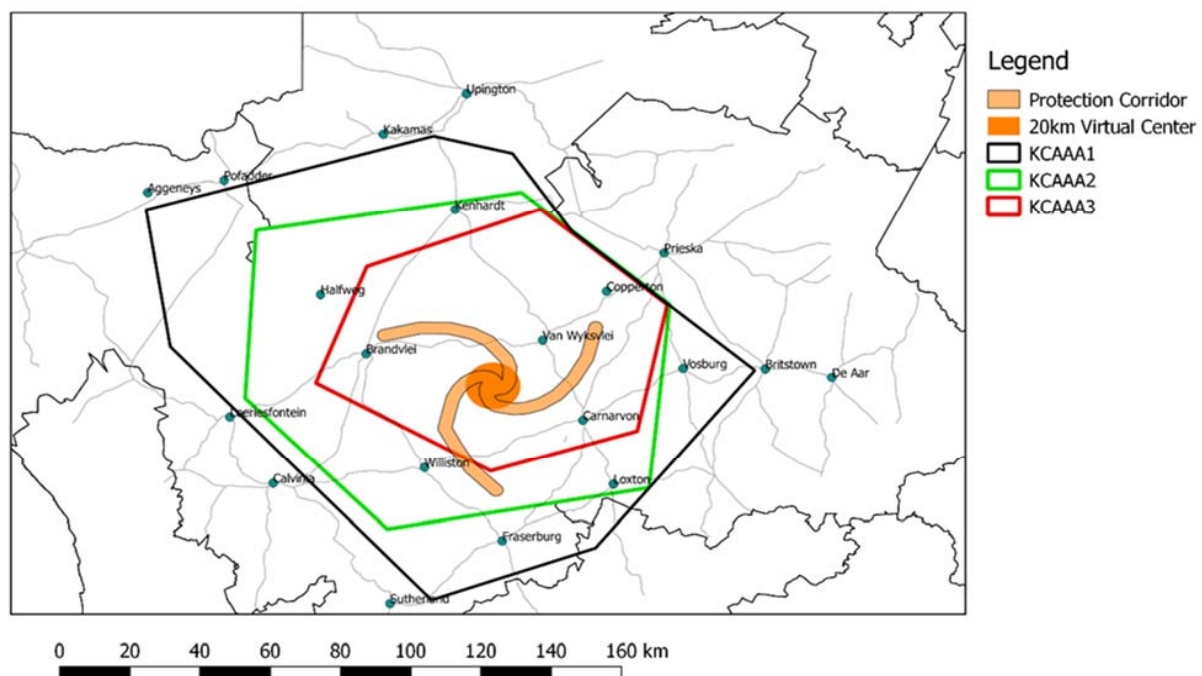 Legend
Protection Corridor
20km Virtual Center
KCAAA1
KCAAA2
KCAAA3
Upington
Kakamas
Pofadder
Aggeneys
Kenhardt
Prieska
Halfweg
Copperton
Van Wyksvlei
Brandvlei
Vosburg
Britstown
De Aar
Loeriesfontein
Carnarvon
Williston
Calvinia
Loxton
Fraserburg
Sutherland
0 20 40 60 80 100 120 140 160 km